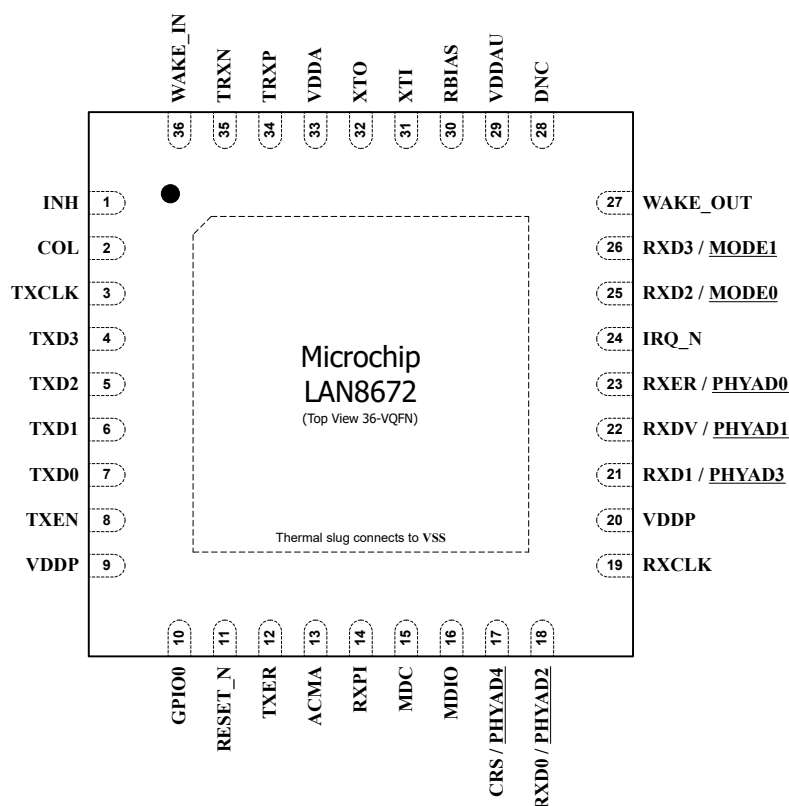 WAKE_IN
TRXN
TRXP
VDDA
XTO
XTI
RBIAS
VDDAU
DNC
36
35
34
33
32
31
30
29
28
INH 1
COL 2
TXCLK 3
TXD3 4
TXD2 5
TXD1 6
TXD0 7
TXEN 8
VDDP 9
Microchip
LAN8672
(Top View 36-VQFN)
Thermal slug connects to VSS
27 WAKE_OUT
26 RXD3 / MODE1
25 RXD2 / MODE0
24 IRQ_N
23 RXER / PHYAD0
22 RXDV / PHYAD1
21 RXD1 / PHYAD3
20 VDDP
19 RXCLK
10
11
12
13
14
15
16
17
18
GPIO0
RESET_N
TXER
ACMA
RXPI
MDC
MDIO
CRS / PHYAD4
RXD0 / PHYAD2